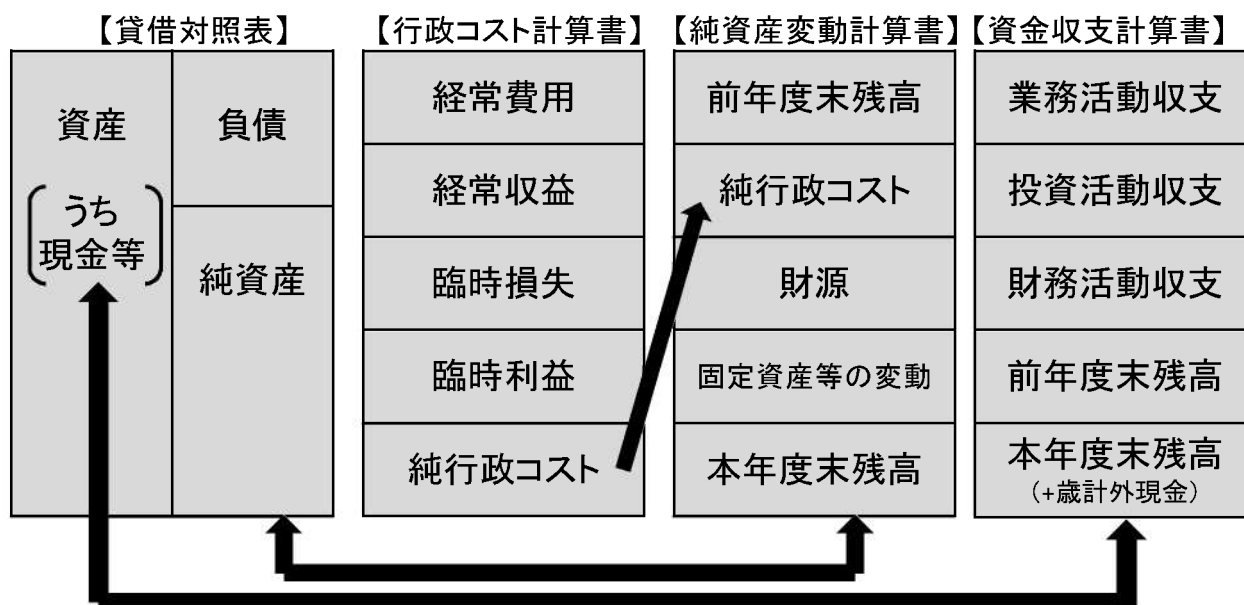 【貸借対照表】
資産
うち
現金等
負債
純資産
【行政コスト計算書】
経常費用
経常収益
臨時損失
臨時利益
純行政コスト
【純資産変動計算書】
前年度末残高
純行政コスト
財源
固定資産等の変動
本年度末残高
【資金収支計算書】
業務活動収支
投資活動収支
財務活動収支
前年度末残高
本年度末残高
(+歳計外現金)